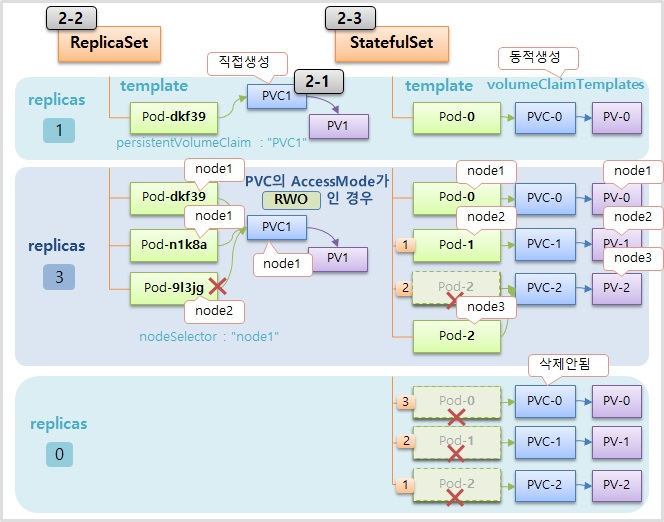 2-2
ReplicaSet
2-3
StatefulSet
직접생성
동적생성
template
template
volumeClaimTemplates
replicas
1
Pod-dkf39
PVC1
2-1
PV1
persistentVolumeClaim : "PVC1"
Pod-0
PVC-0
PV-0
replicas
3
Pod-dkf39
node1
Pod-n1k8a
node1
Pod-9l3jg
node2
nodeSelector : "node1"
PVC의 AccessMode가
RWO 인 경우
PVC1
node1
PV1
Pod-0
node1
PVC-0
PV-0
node1
1
Pod-1
node2
PVC-1
PV-1
node2
2
Pod-2
PVC-2
PV-2
node3
node3
Pod-2
replicas
0
삭제안됨
3
Pod-0
PVC-0
PV-0
2
Pod-1
PVC-1
PV-1
1
Pod-2
PVC-2
PV-2